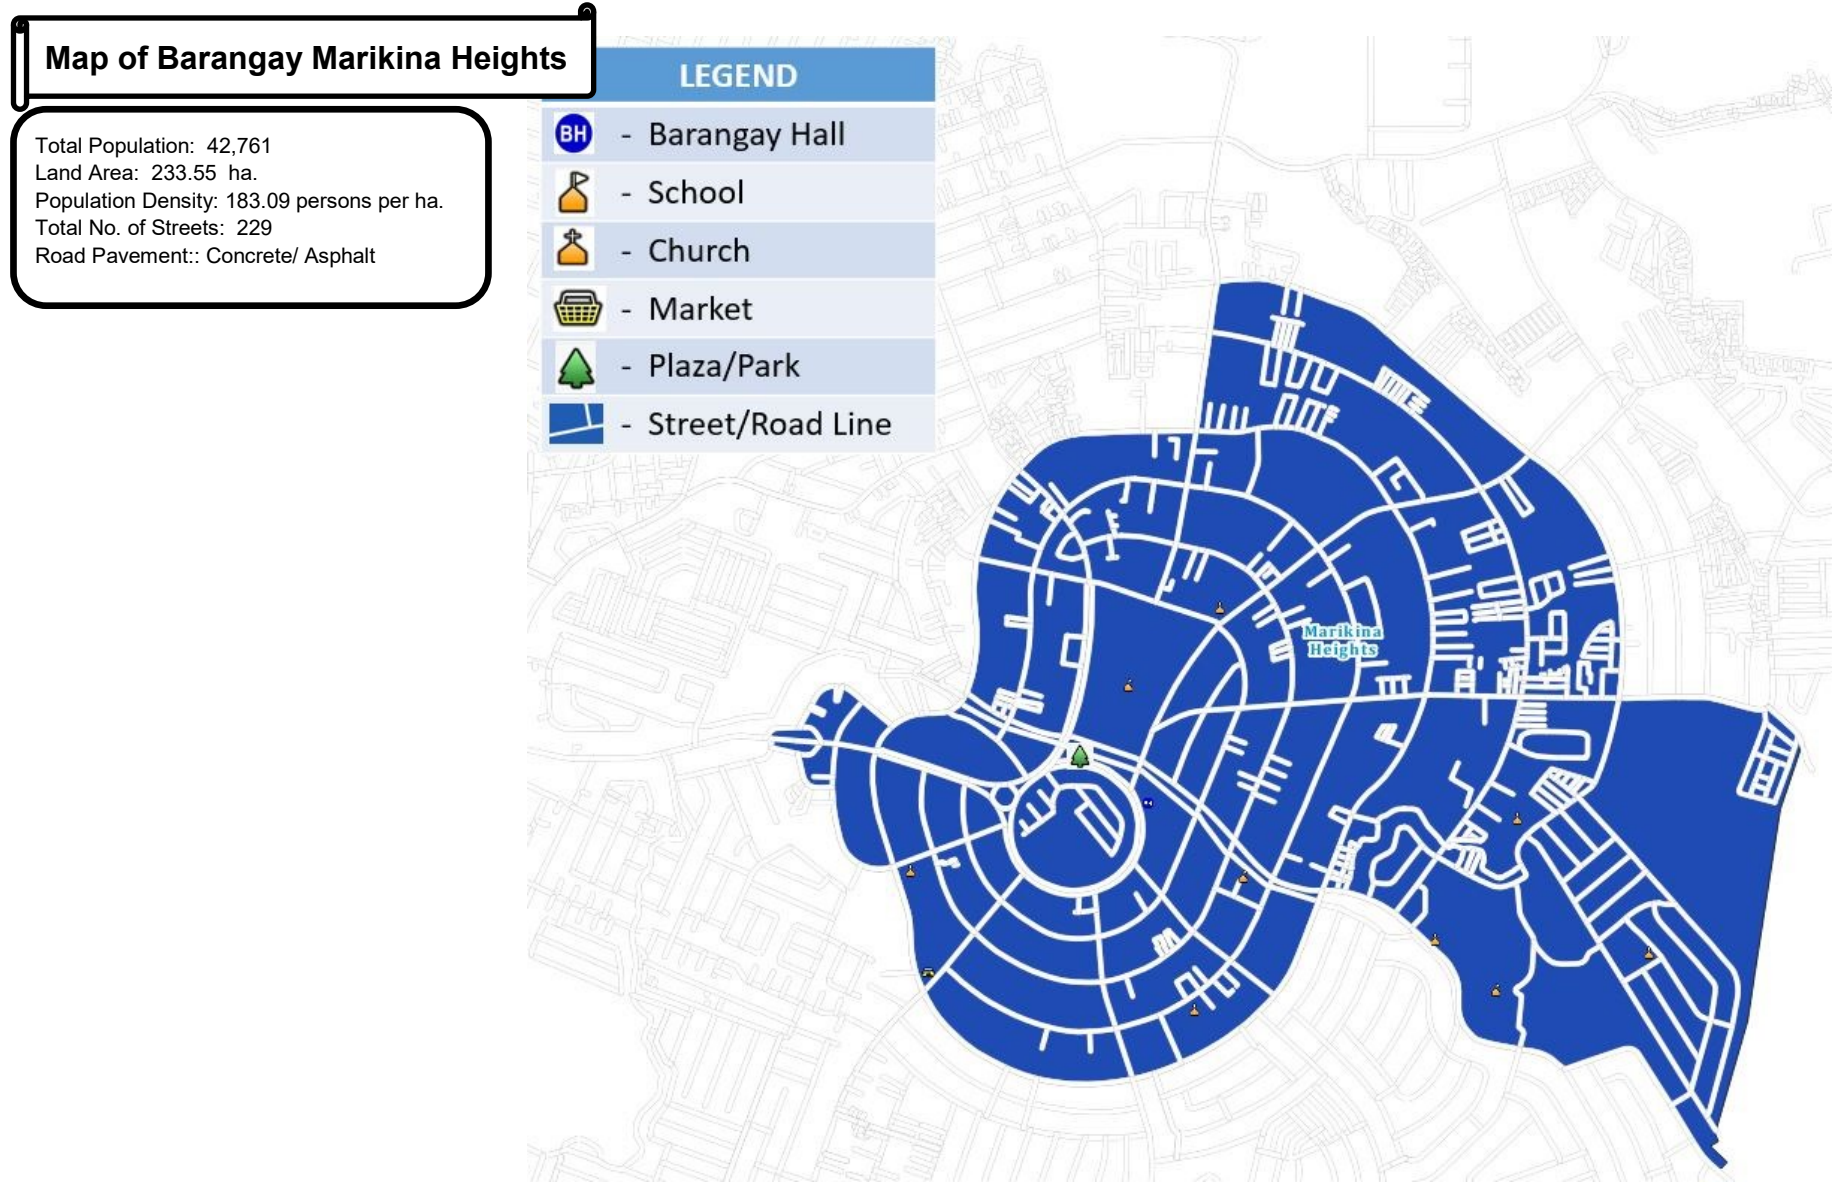 Map of Barangay Marikina Heights
Total Population: 42,761
Land Area: 233.55 ha.
Population Density: 183.09 persons per ha.
Total No. of Streets: 229
Road Pavement:: Concrete/ Asphalt
LEGEND
BH - Barangay Hall
- School
- Church
- Market
- Plaza/Park
- Street/Road Line
Marikina
Heights